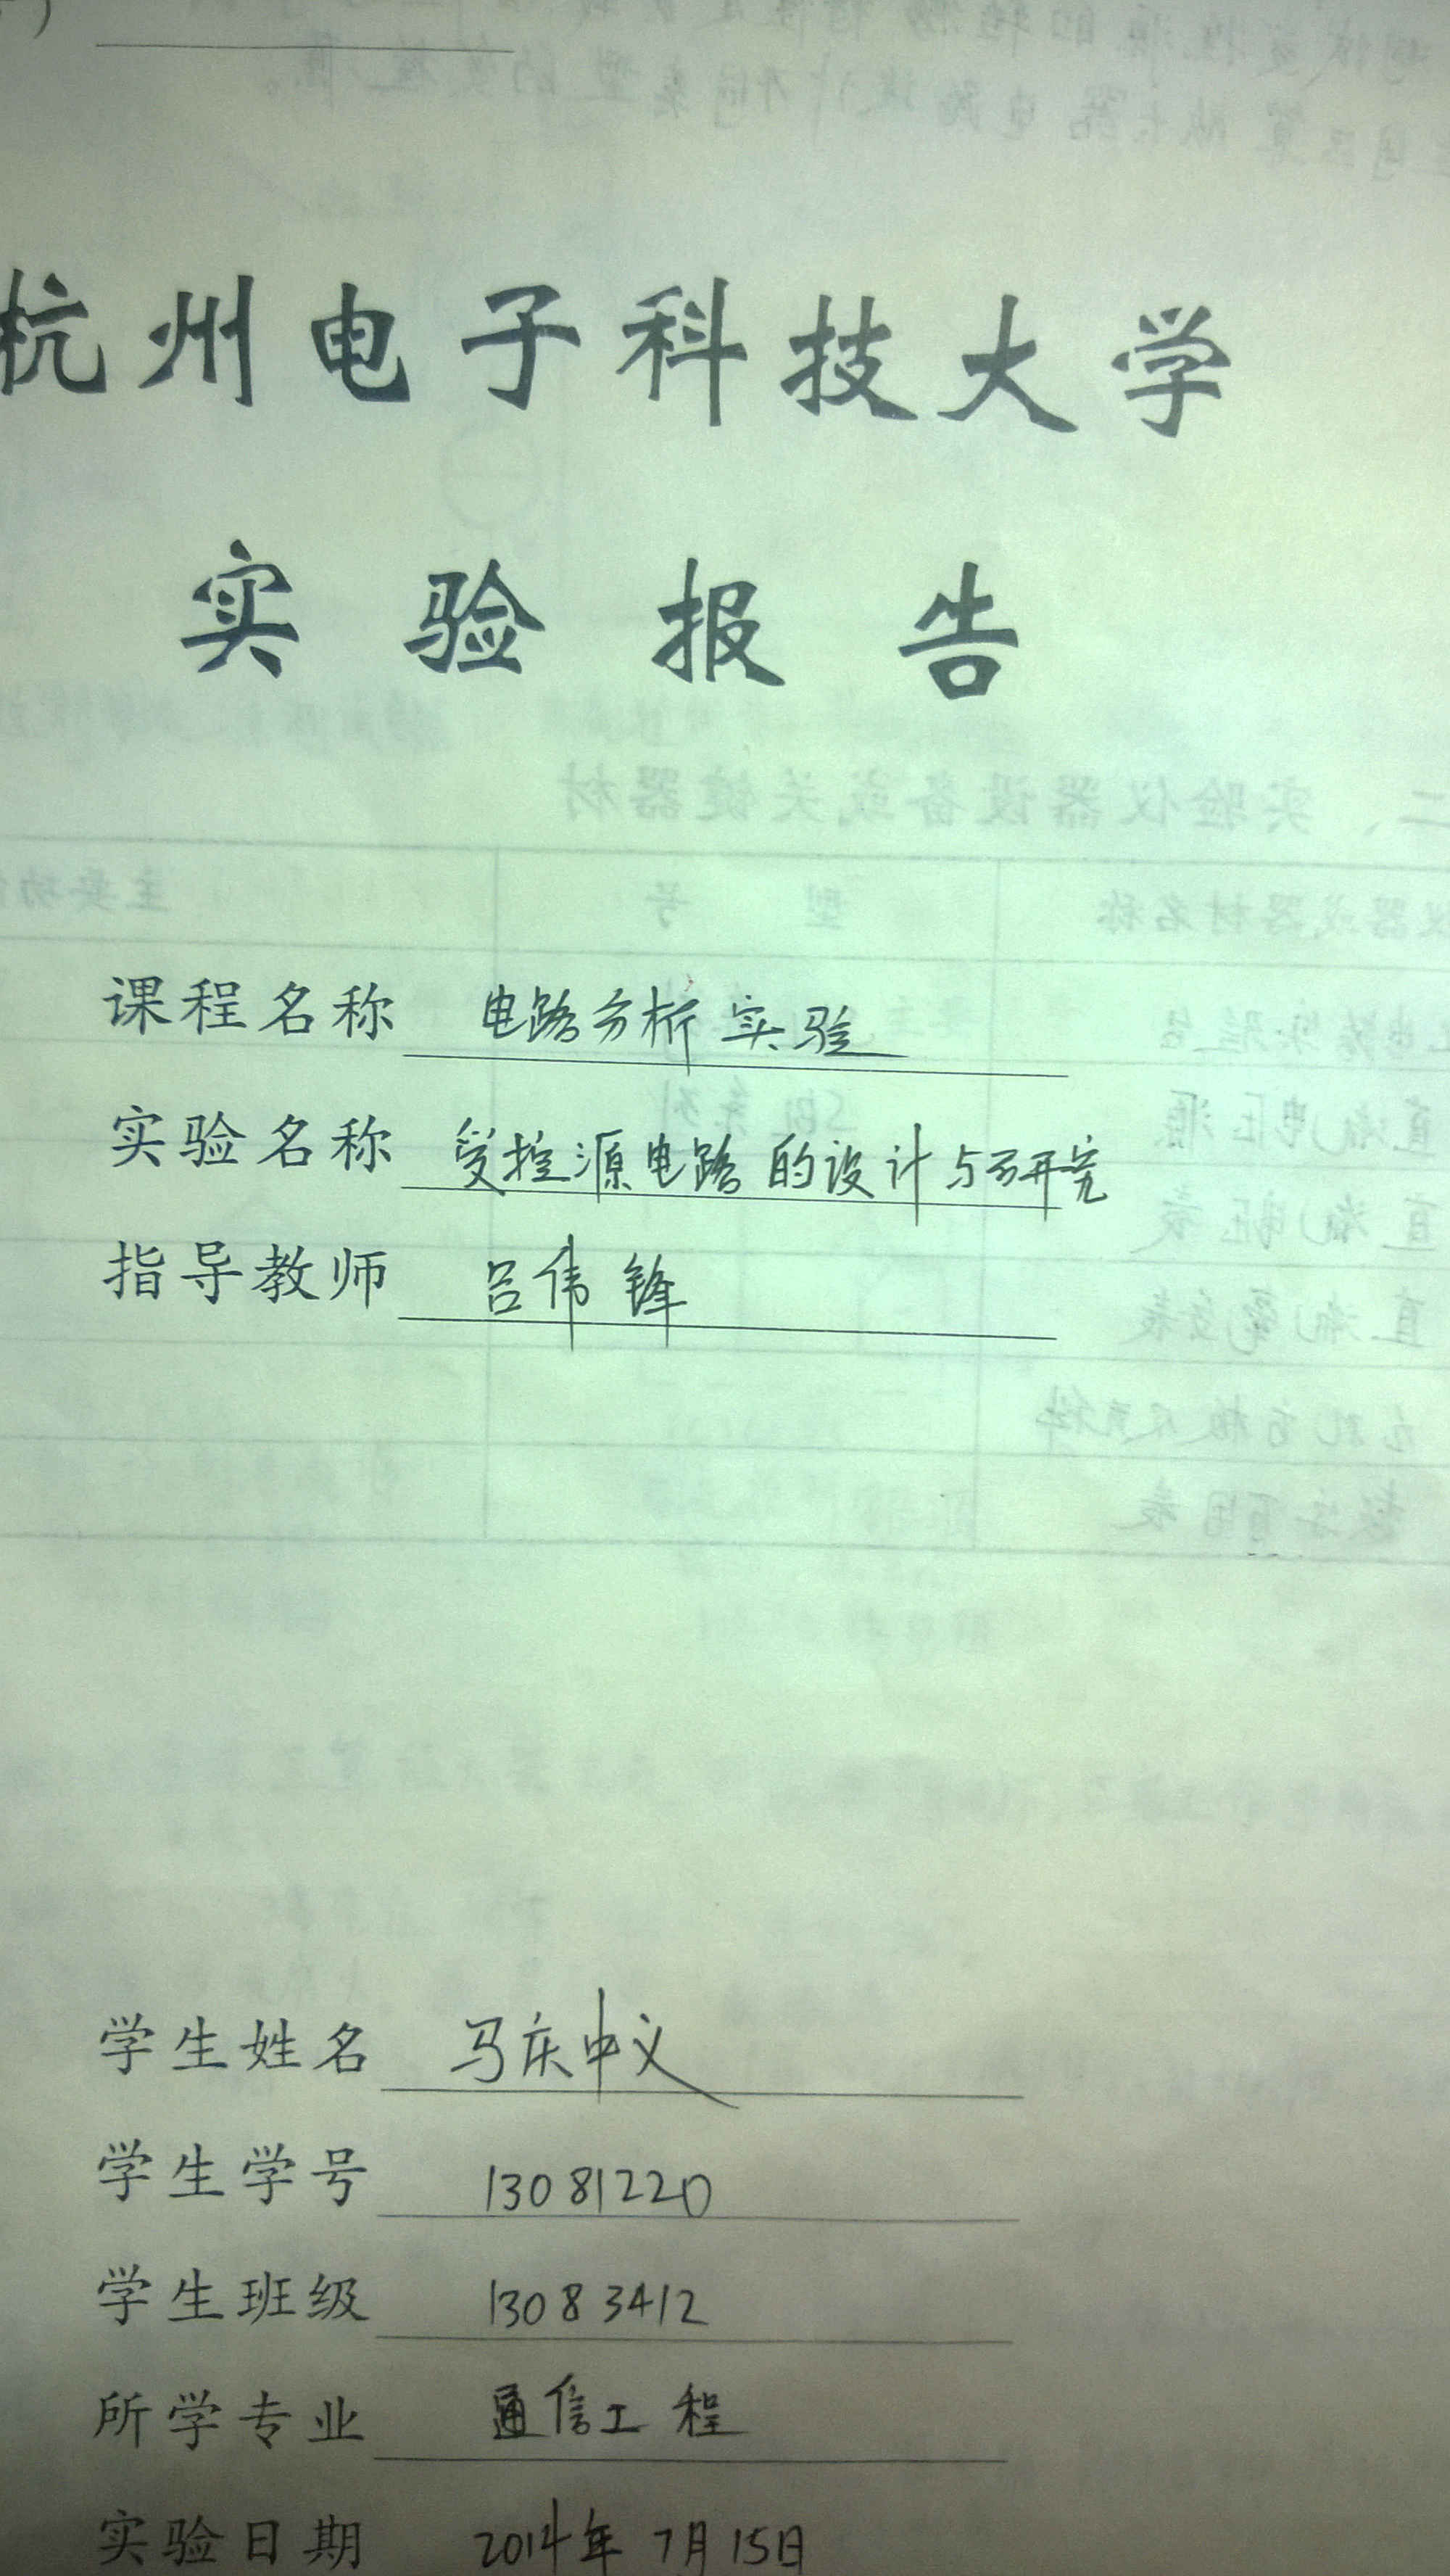 杭州电子科技大学
实验报告
课程名称 电路分析实验
实验名称 受控源电路的设计与研究
指导教师 吕伟锋
学生姓名 马庆中义
学生学号 13081220
学生班级 13083412
所学专业 通信工程
实验日期 2014年7月15日